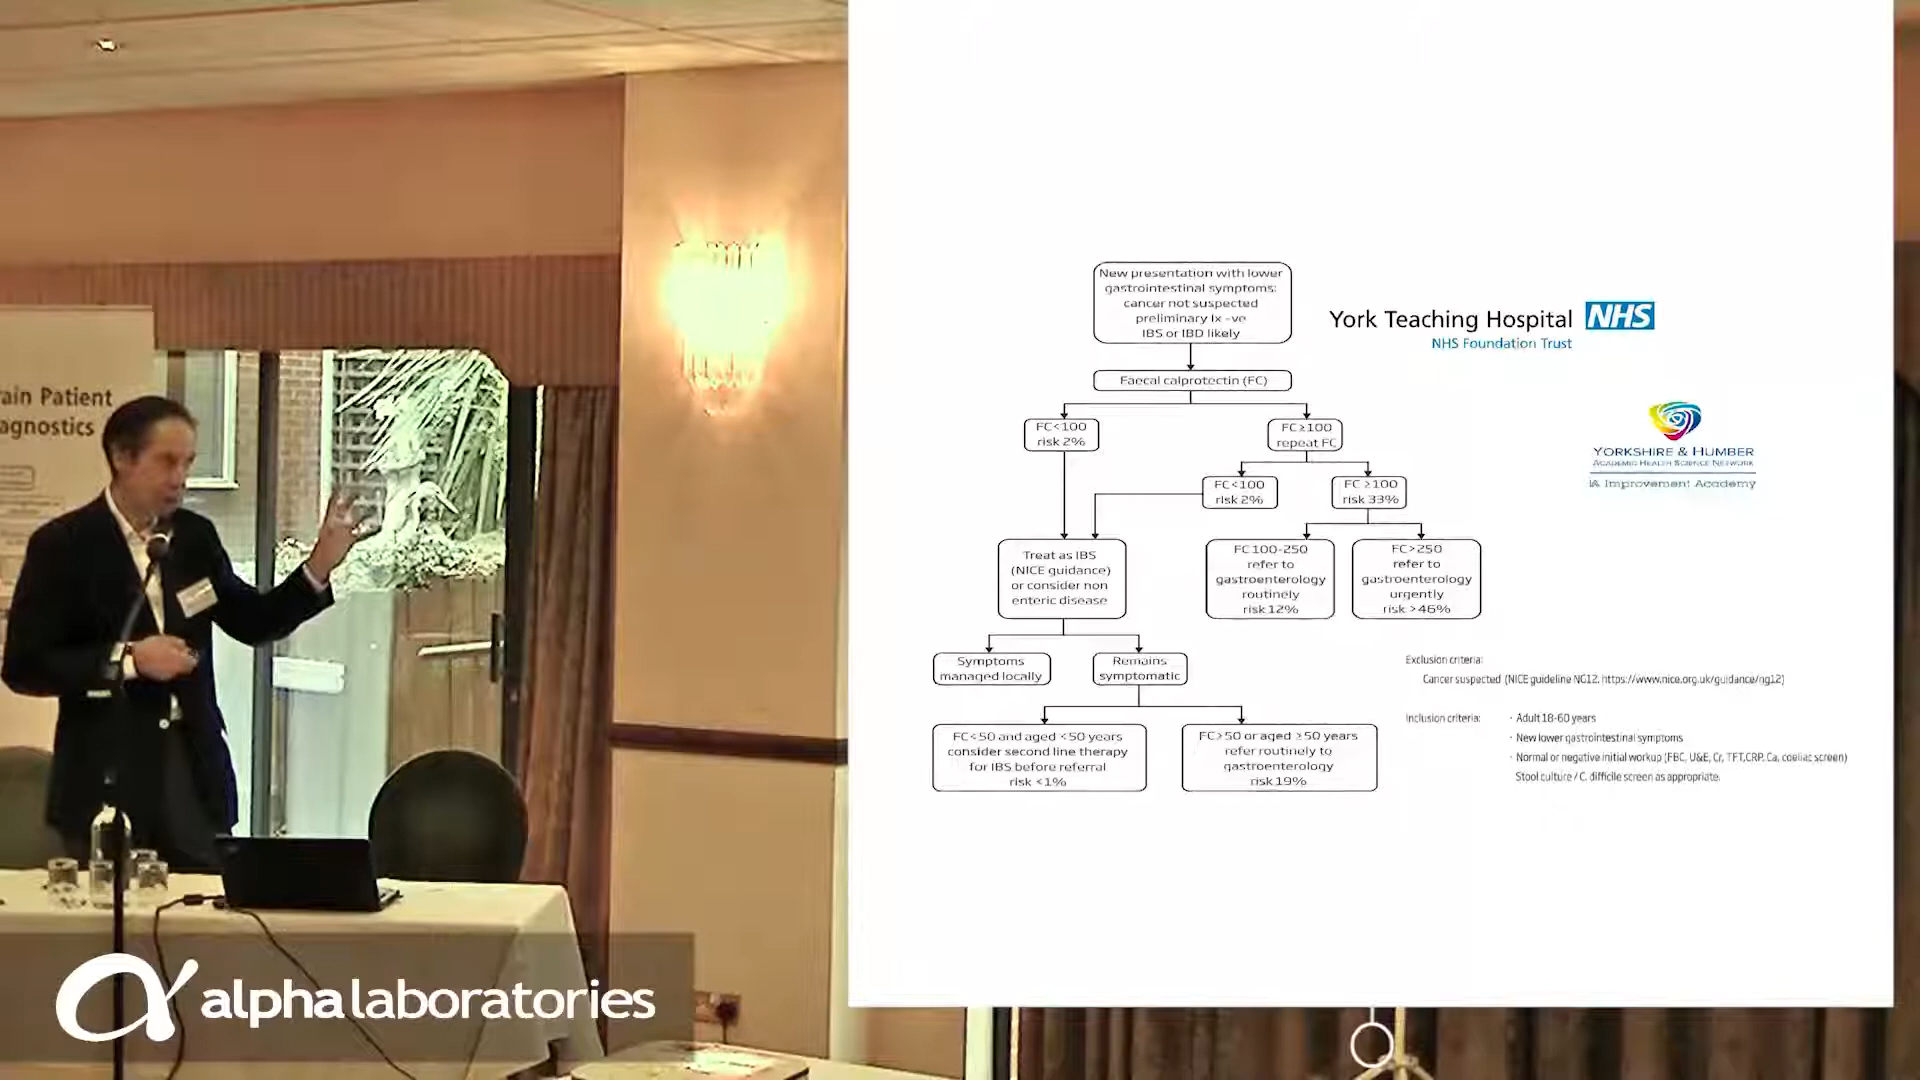 ain Patient
agnostics
alphalaboratories
New presentation with lower
gastrointestinal symptoms:
cancer not suspected
preliminary ix -ve
IBS or IBD likely
York Teaching Hospital NHS
NHS Foundation Trust
Faecal calprotectin (FC)
FC<100
risk 2%
FC≥100
repeat FC
YORKSHIRE & HUMBER
ACADEMIC HEALTH SCIENCE NETWORK
Improvement Academy
FC<100
risk 2%
FC ≥100
risk 33%
Treat as IBS
(NICE guidance)
or consider non
enteric disease
FC 100-250
refer to
gastroenterology
routinely
risk 12%
FC>250
refer to
gastroenterology
urgently
risk >46%
Symptoms
managed locally
Remains
symptomatic
FC<50 and aged <50 years
consider second line therapy
for IBS before referral
risk <1%
FC>50 or aged ≥50 years
refer routinely to
gastroenterology
risk 19%
Exclusion criteria:
Cancer suspected (NICE guideline NG12, https://www.nice.org.uk/guidance/ng12)
Inclusion criteria: · Adult 18-60 years
· New lower gastrointestinal symptoms
· Normal or negative initial workup (FBC, U&E, Cr, TFT,CRP, Ca, coeliac screen)
Stool culture / C. difficile screen as appropriate.